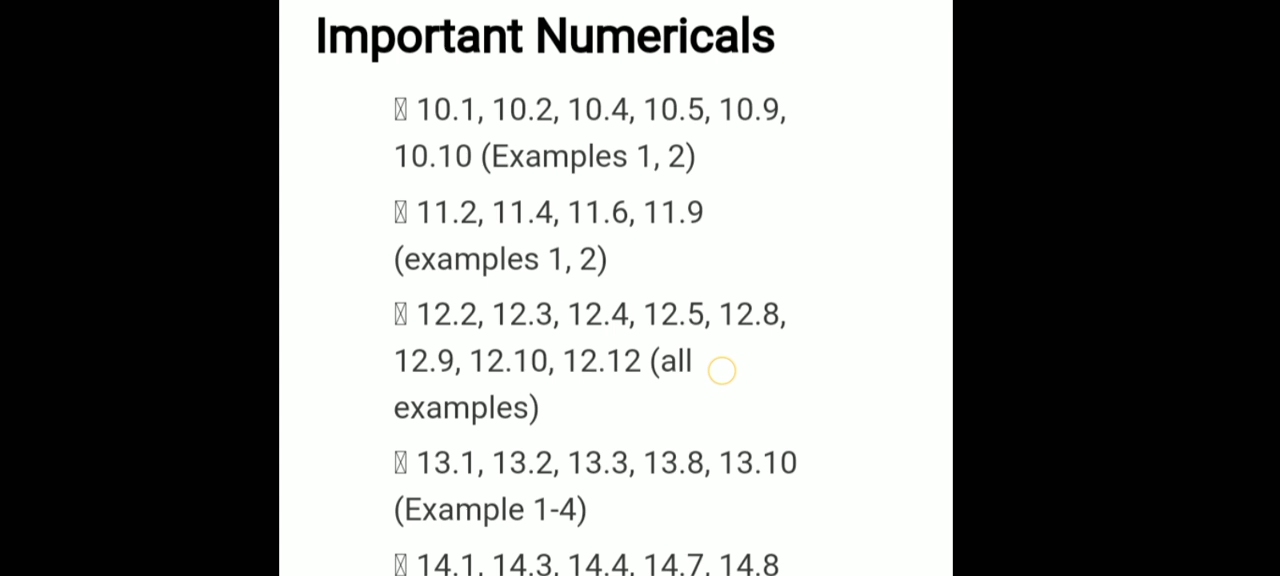 Important Numericals
10.1, 10.2, 10.4, 10.5, 10.9,
10.10 (Examples 1, 2)
11.2, 11.4, 11.6, 11.9
(examples 1, 2)
12.2, 12.3, 12.4, 12.5, 12.8,
12.9, 12.10, 12.12 (all
examples)
13.1, 13.2, 13.3, 13.8, 13.10
(Example 1-4)
14.1, 14.3, 14.4, 14.7, 14.8